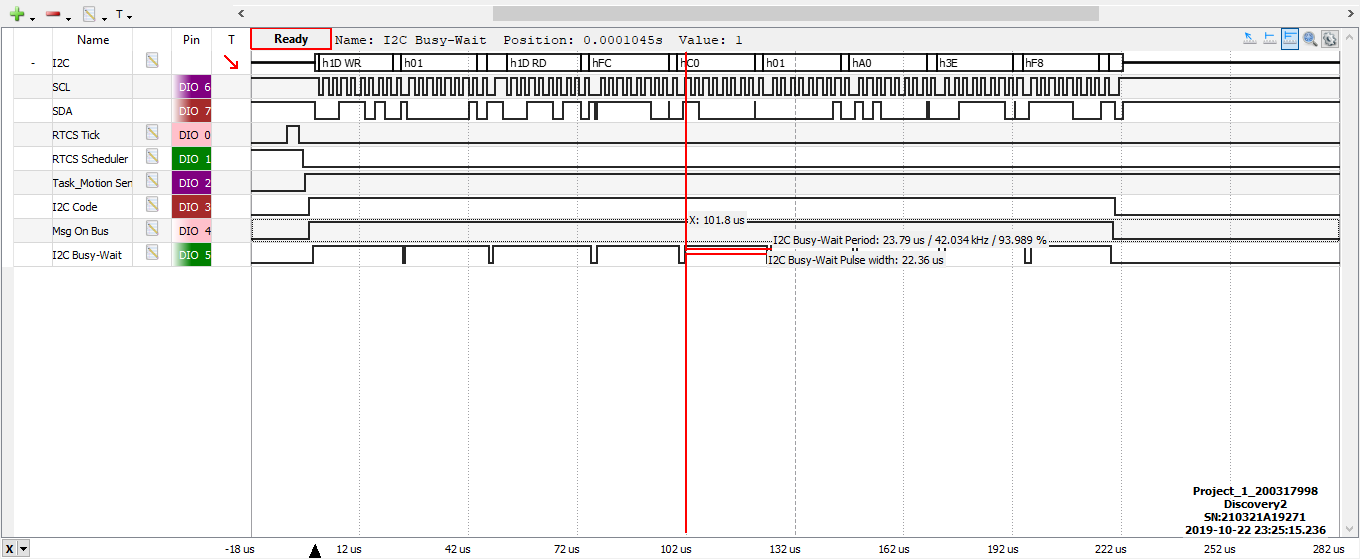 T
Name Pin T Ready Name: I2C Busy-Wait Position: 0.0001045s Value: 1
- I2C h1D WR h01 h1D RD hFC hC0 h01 hA0 h3E hF8
SCL DIO 6
SDA DIO 7
RTCS Tick DIO 0
RTCS Scheduler DIO 1
Task_Motion Sen DIO 2
I2C Code DIO 3
X: 101.8 us
Msg On Bus DIO 4
I2C Busy-Wait Period: 23.79 us / 42.034 kHz / 93.989 %
I2C Busy-Wait DIO 5
I2C Busy-Wait Pulse width: 22.36 us
Project_1_200317998
Discovery2
SN:210321A19271
2019-10-22 23:25:15.236
X -18 us 12 us 42 us 72 us 102 us 132 us 162 us 192 us 222 us 252 us 282 us